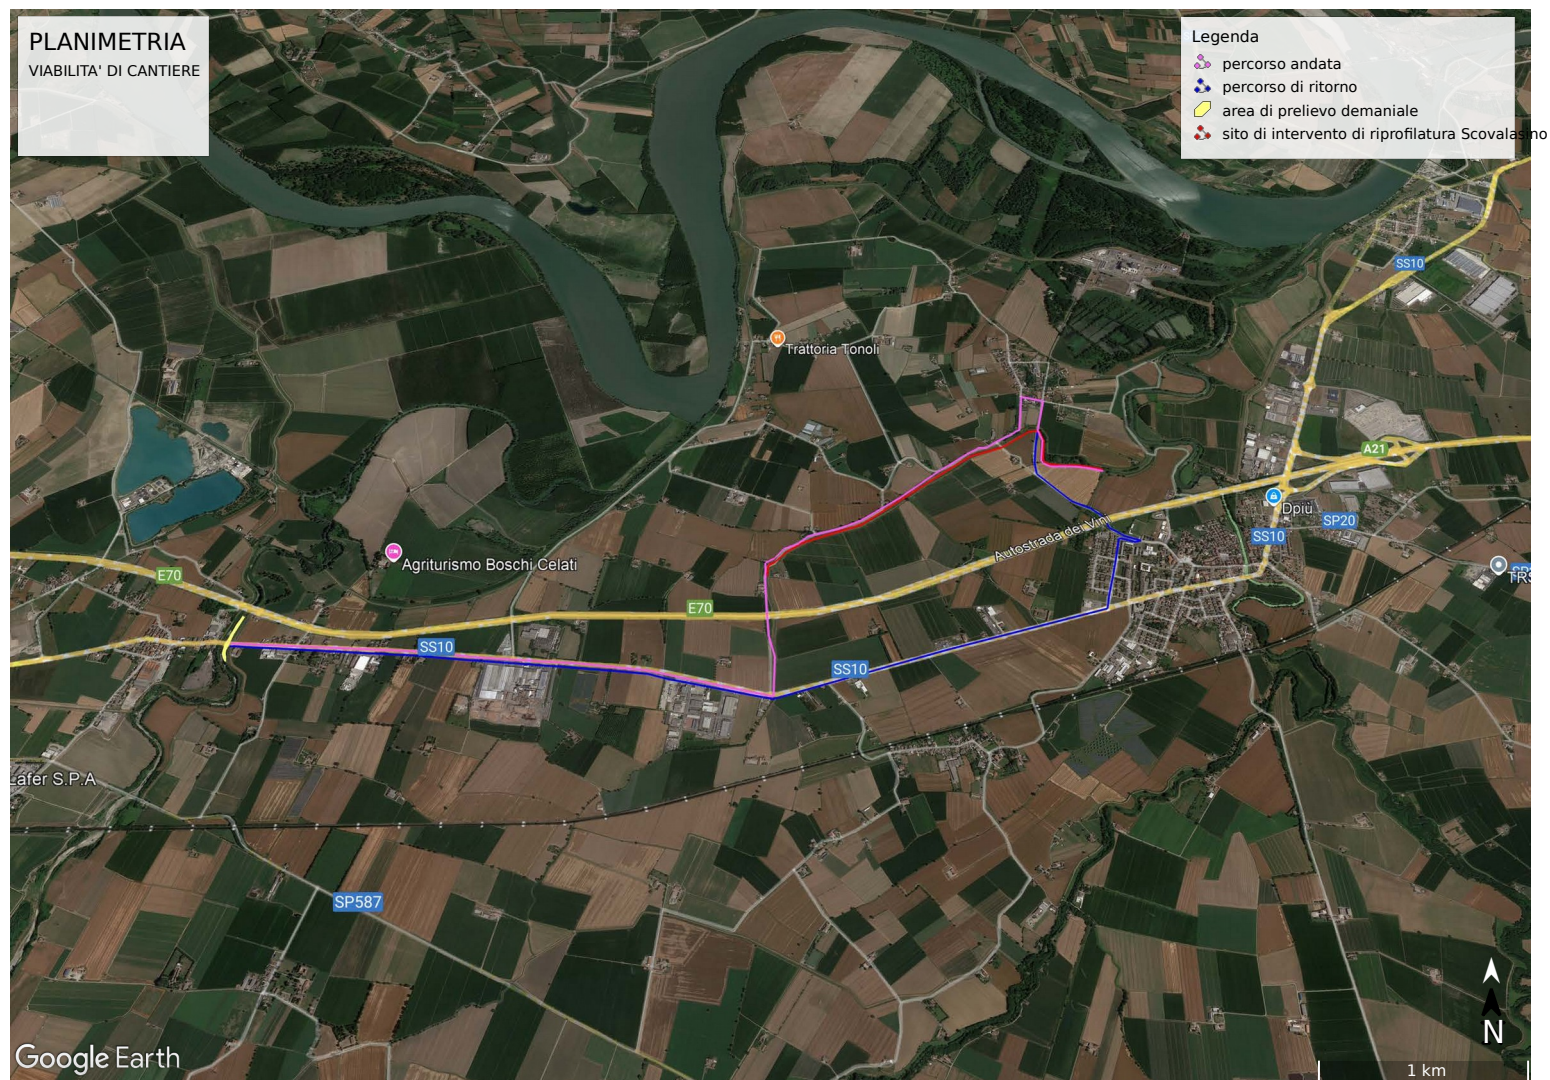 PLANIMETRIA
VIABILITA' DI CANTIERE
Legenda
percorso andata
percorso di ritorno
area di prelievo demaniale
sito di intervento di riprofilatura Scovalasino
SS10
Trattoria Tonoli
A21
Dpiù
SP20
SS10
Autostrada dei Vini
Agriturismo Boschi Celati
E70
E70
SS10
SS10
afer S.P.A
SP587
N
Google Earth
1 km